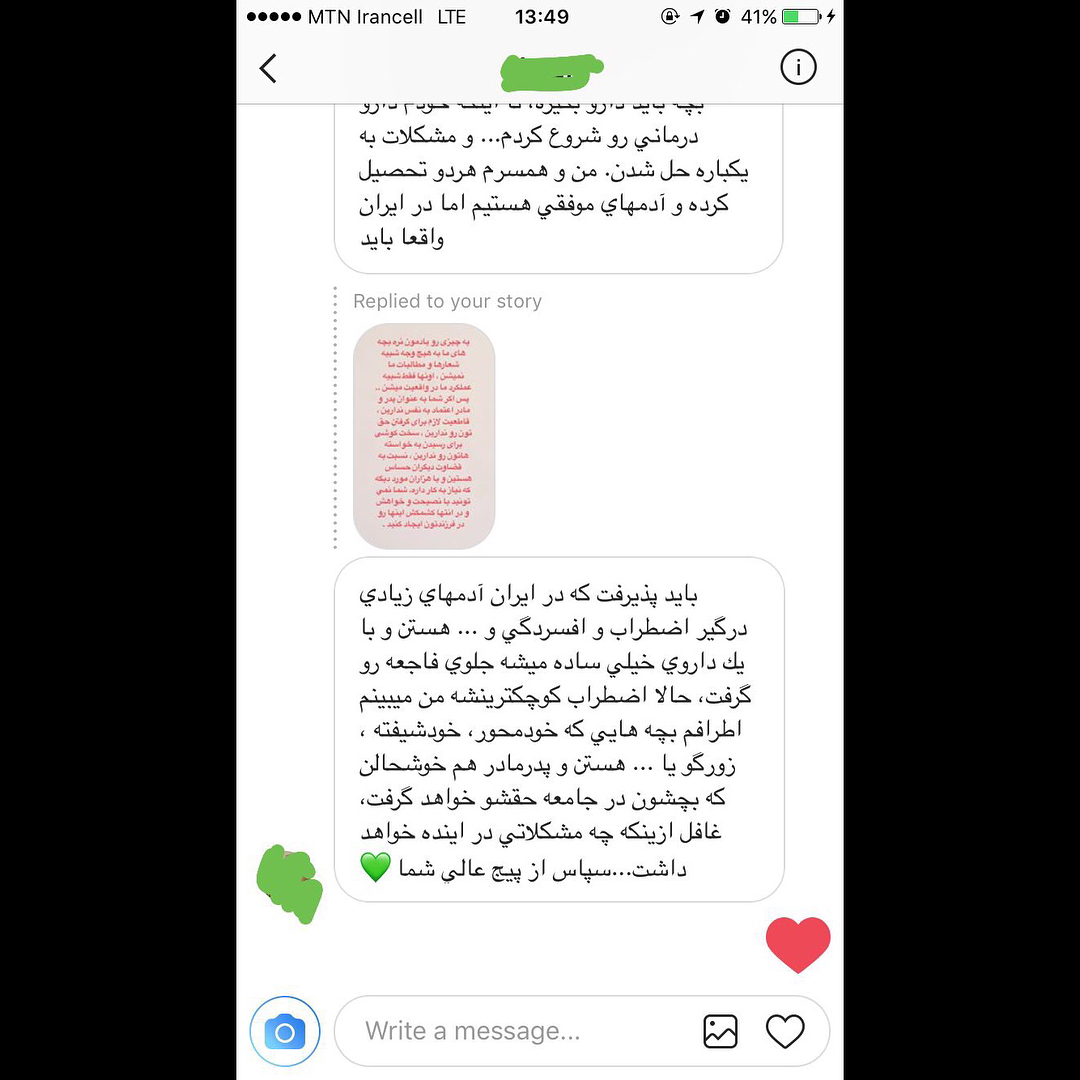 MTN Irancell LTE 13:49 41%
بچه بايد دارو بگيره، تا اينكه خودم دارو
درماني رو شروع كردم... و مشكلات به
يكباره حل شدن. من و همسرم هردو تحصيل
كرده و آدمهاي موفقي هستيم اما در ايران
واقعا بايد
Replied to your story
یه چیزی رو یادمون نره بچه
های ما به هیچ وجه شبیه
شعارها و مطالبات ما
نمیشن ، اونها فقط شبیه
عملکرد ما در واقعیت میشن ..
پس اگر شما به عنوان پدر و
مادر اعتماد به نفس ندارین ،
قاطعیت لازم برای گرفتن حق
تون رو ندارین ، سخت کوشی
برای رسیدن به خواسته
هاتون رو ندارین ، نسبت به
قضاوت دیگران حساس
هستین و یا هزاران مورد دیگه
که نیاز به کار داره، شما نمی
تونید با نصیحت و خواهش
و در انتها کشمکش اینها رو
در فرزندتون ایجاد کنید .
بايد پذيرفت كه در ايران آدمهاي زيادي
درگير اضطراب و افسردگي و ... هستن و با
يك داروي خيلي ساده ميشه جلوي فاجعه رو
گرفت، حالا اضطراب كوچكترينشه من ميبينم
اطرافم بچه هايي كه خودمحور، خودشيفته ،
زورگو يا ... هستن و پدرمادر هم خوشحالن
كه بچشون در جامعه حقشو خواهد گرفت،
غافل ازينكه چه مشكلاتي در اينده خواهد
داشت...سپاس از پيج عالي شما 💚
Write a message...